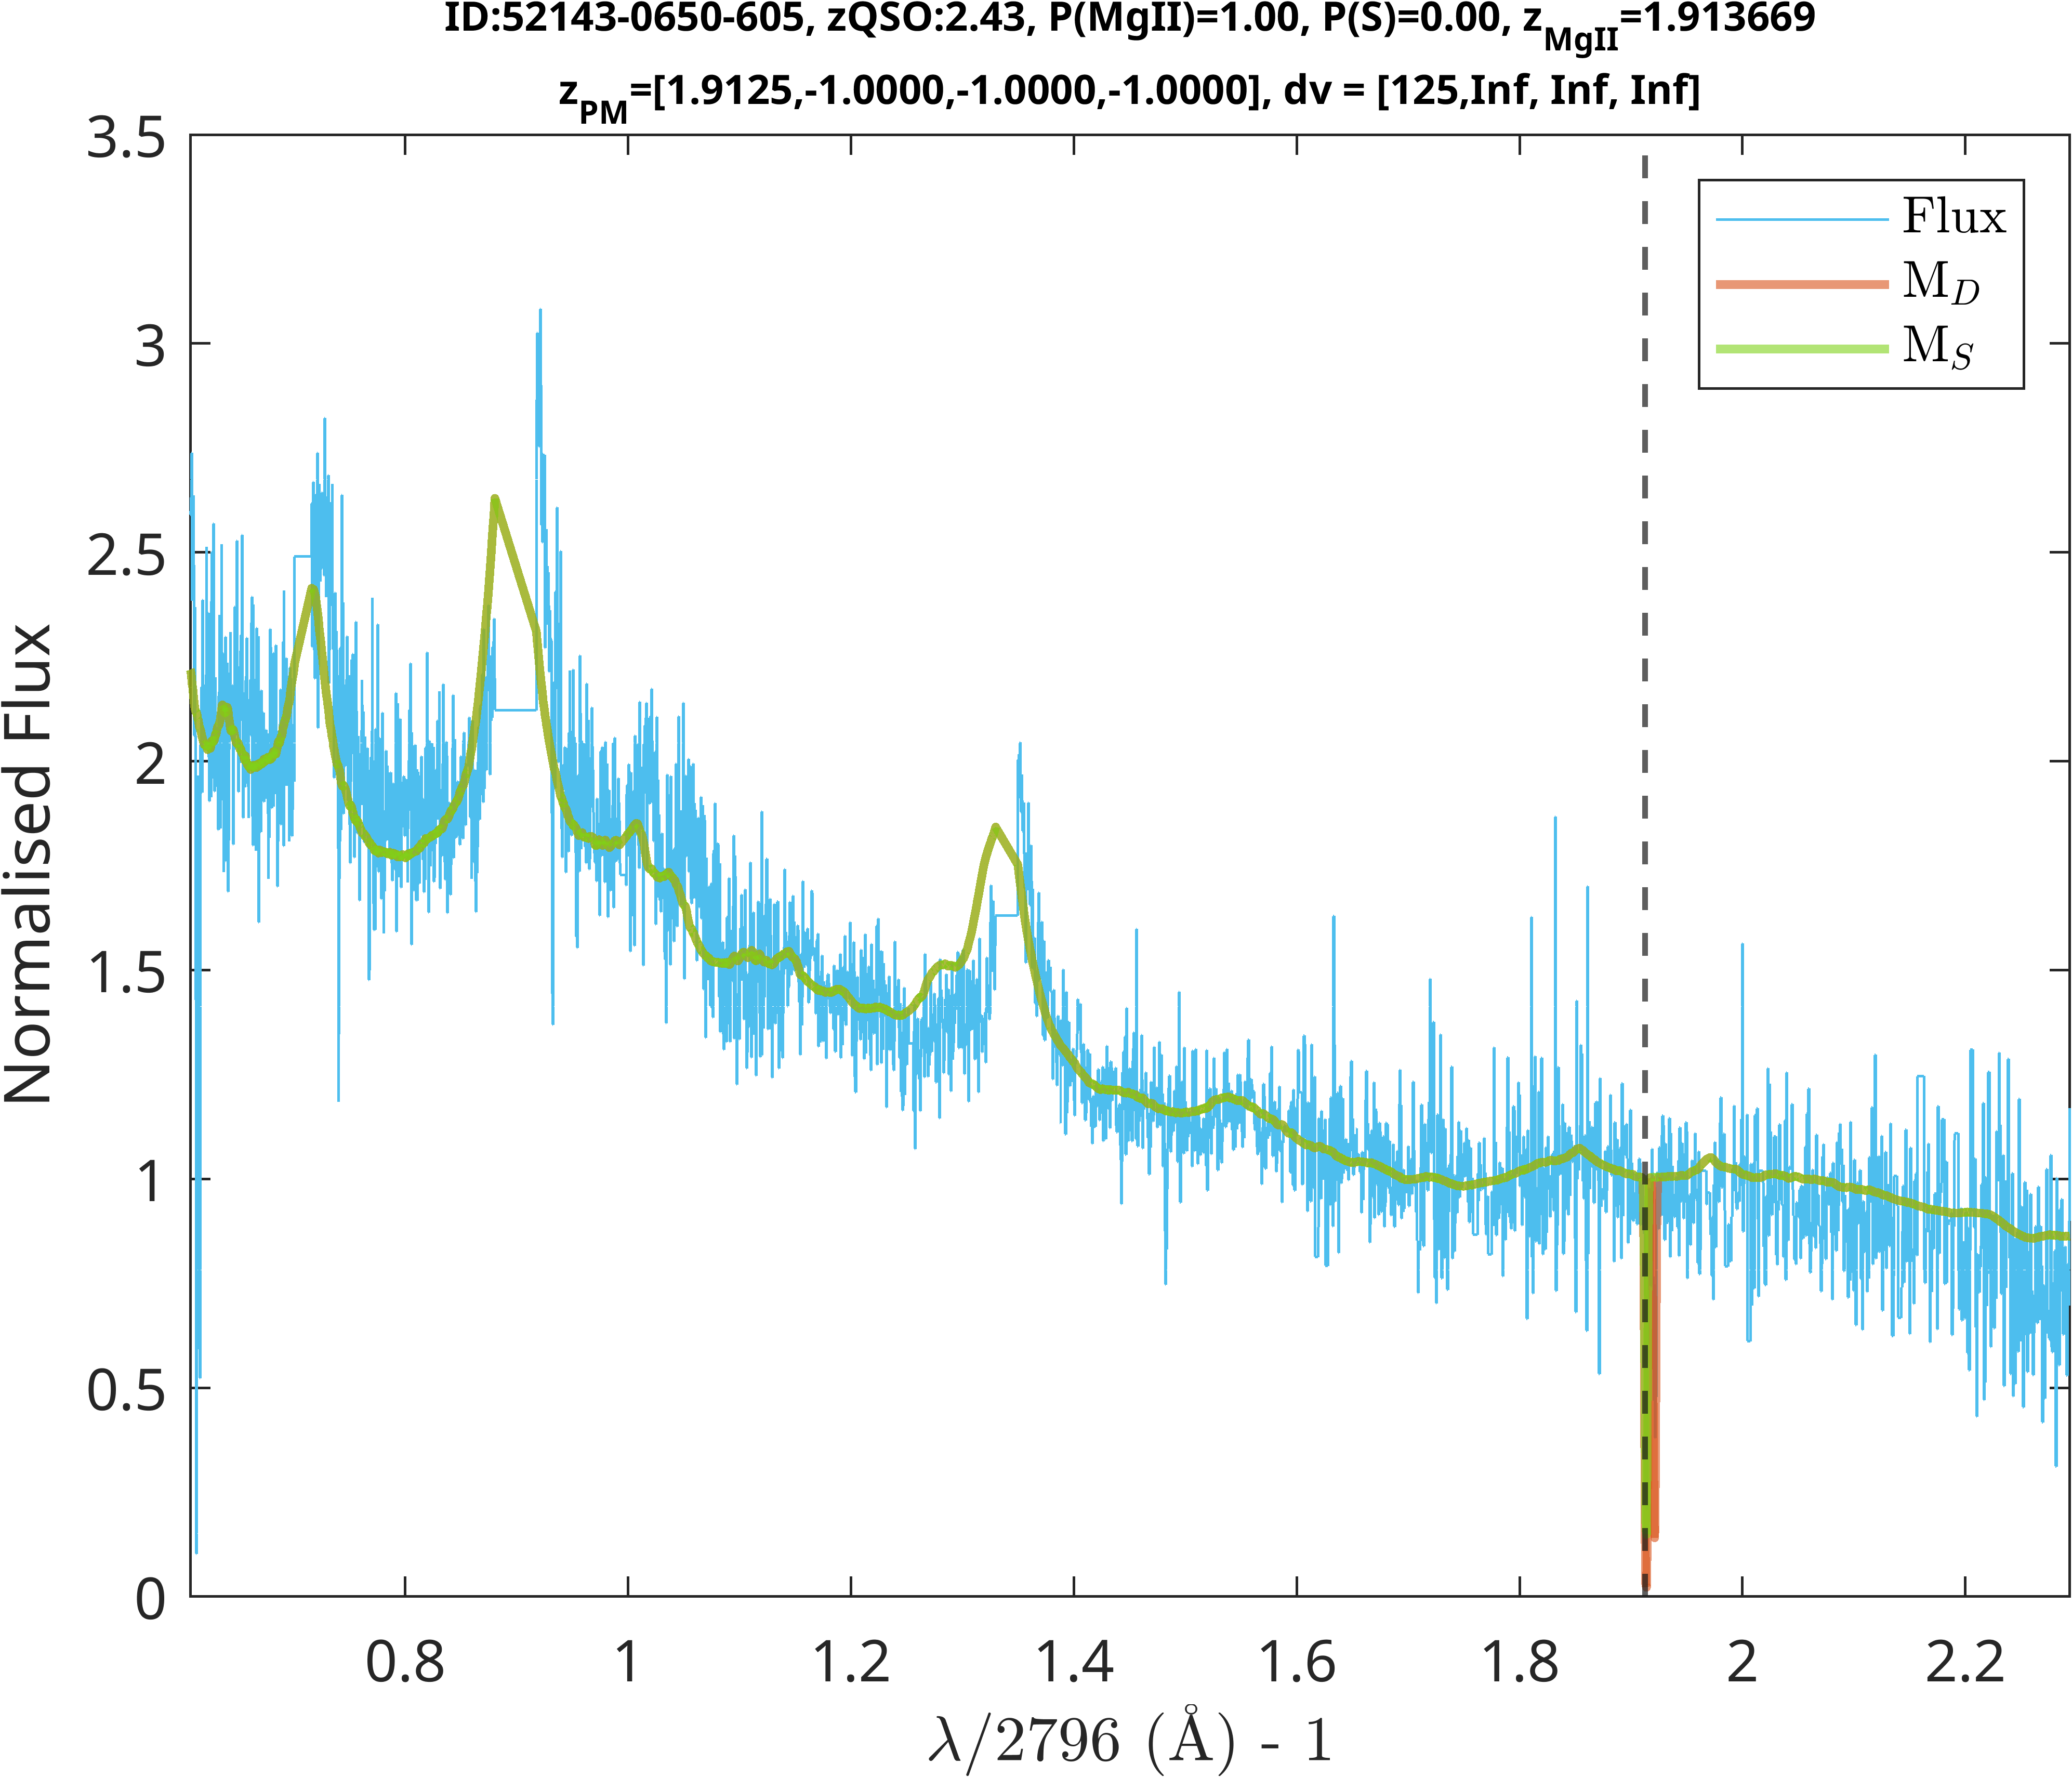 ID:52143-0650-605, zQSO:2.43, P(MgII)=1.00, P(S)=0.00, zMgII=1.913669
zPM=[1.9125,-1.0000,-1.0000,-1.0000], dv = [125,Inf, Inf, Inf]
3.5
3
2.5
2
1.5
1
0.5
0
Normalised Flux
Flux
MD
MS
0.8 1 1.2 1.4 1.6 1.8 2 2.2
λ/2796 (Å) - 1